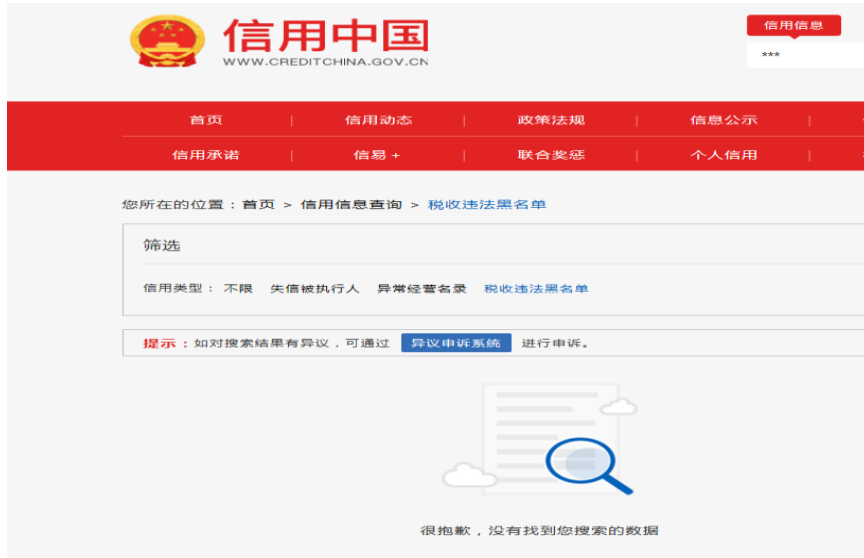 信用中国
WWW.CREDITCHINA.GOV.CN
信用信息
***
首页 | 信用动态 | 政策法规 | 信息公示 |
信用承诺 | 信易+ | 联合奖惩 | 个人信用 |
您所在的位置:首页 > 信用信息查询 > 税收违法黑名单
筛选
信用类型: 不限 失信被执行人 异常经营名录 税收违法黑名单
提示:如对搜索结果有异议,可通过 异议申诉系统 进行申诉。
很抱歉,没有找到您搜索的数据